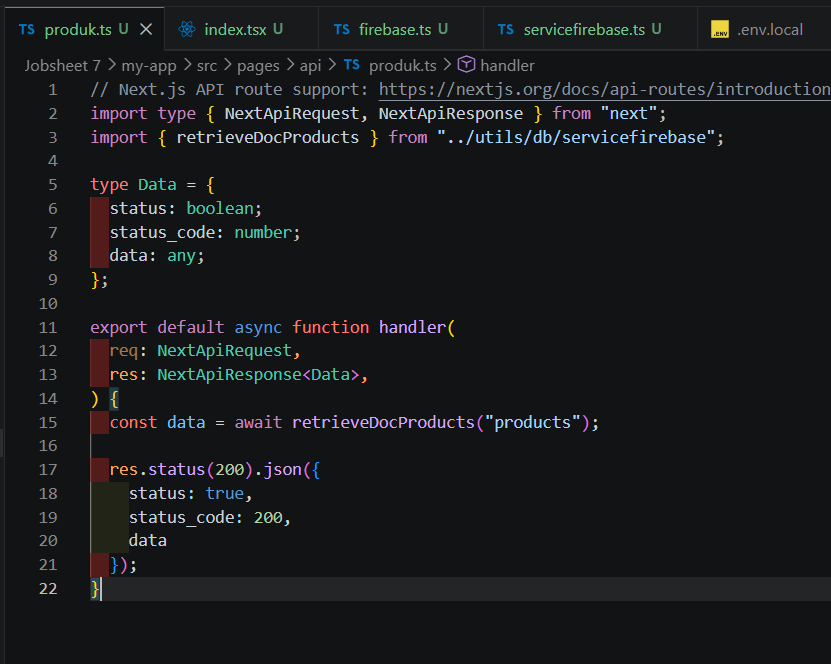 TS produk.ts U × index.tsx U TS firebase.ts U TS servicefirebase.ts U .ENV .env.local
Jobsheet 7 > my-app > src > pages > api > TS produk.ts > handler
1 // Next.js API route support: https://nextjs.org/docs/api-routes/introduction
2 import type { NextApiRequest, NextApiResponse } from "next";
3 import { retrieveDocProducts } from "../utils/db/servicefirebase";
4
5 type Data = {
6   status: boolean;
7   status_code: number;
8   data: any;
9 };
10
11 export default async function handler(
12   req: NextApiRequest,
13   res: NextApiResponse<Data>,
14 ) {
15   const data = await retrieveDocProducts("products");
16
17   res.status(200).json({
18     status: true,
19     status_code: 200,
20     data
21   });
22 }